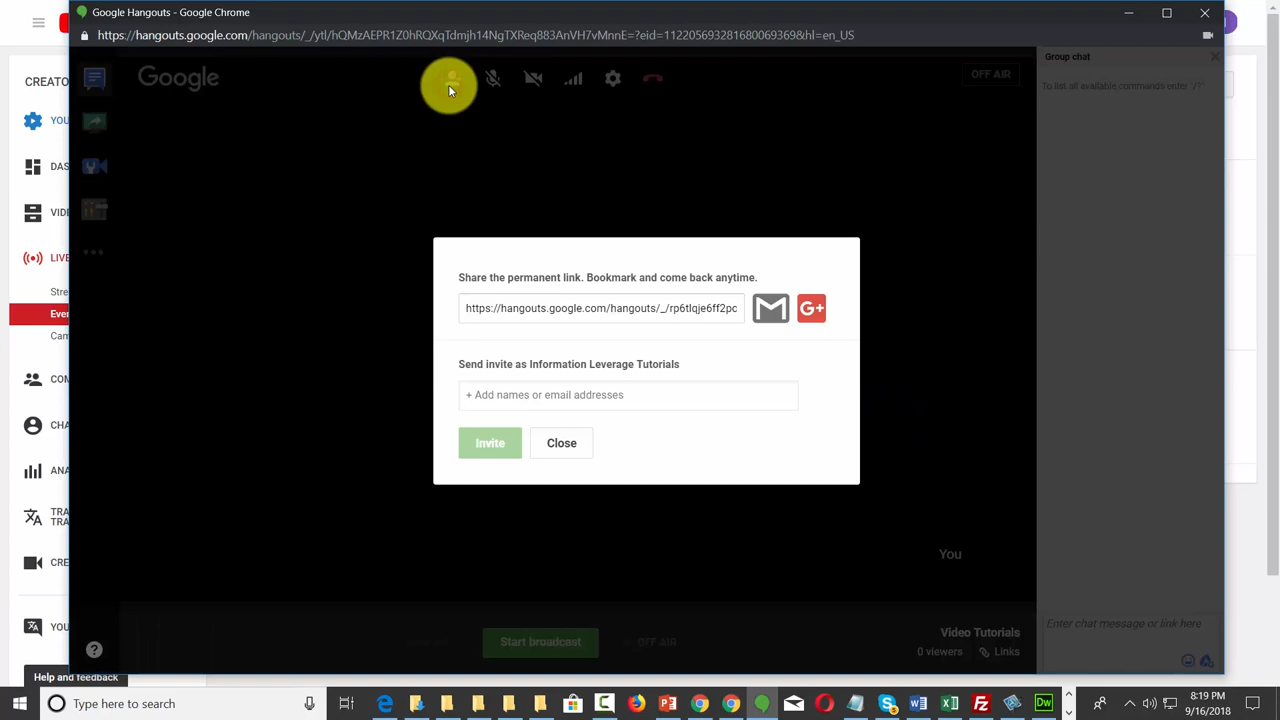 Google Hangouts - Google Chrome
https://hangouts.google.com/hangouts/_/ytl/hQMzAEPR1Z0hRQXqTdmjh14NgTXReq883AnVH7vMnnE=?eid=112205693281680069369&hl=en_US
Google
OFF AIR
Group chat
To list all available commands enter '/?'
CREATO
YOU
DAS
VIDE
LIVE
Stre
Even
Cam
COM
CHA
ANA
TRA
TRA
CRE
YOU
Help and feedback
Share the permanent link. Bookmark and come back anytime.
https://hangouts.google.com/hangouts/_/rp6tlqje6ff2pc
G+
Send invite as Information Leverage Tutorials
+ Add names or email addresses
Invite
Close
You
Start broadcast
OFF AIR
Video Tutorials
0 viewers
Links
Enter chat message or link here
Type here to search
8:19 PM
9/16/2018